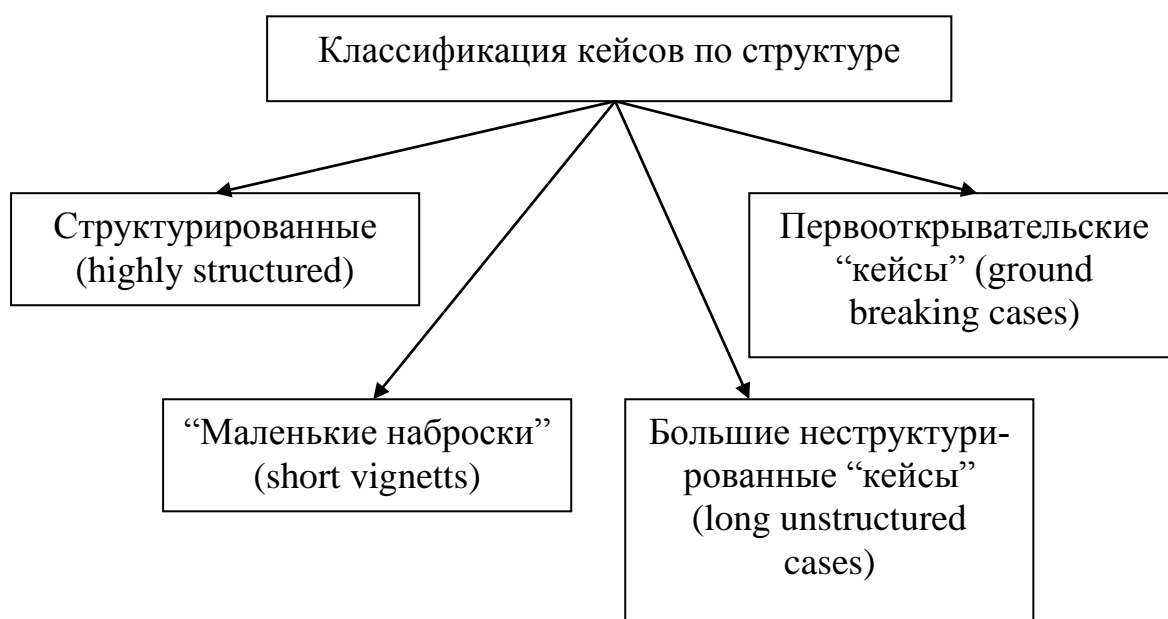 Классификация кейсов по структуре
Структурированные
(highly structured)
Первооткрывательские
“кейсы” (ground
breaking cases)
“Маленькие наброски”
(short vignetts)
Большие неструктури-
рованные “кейсы”
(long unstructured
cases)